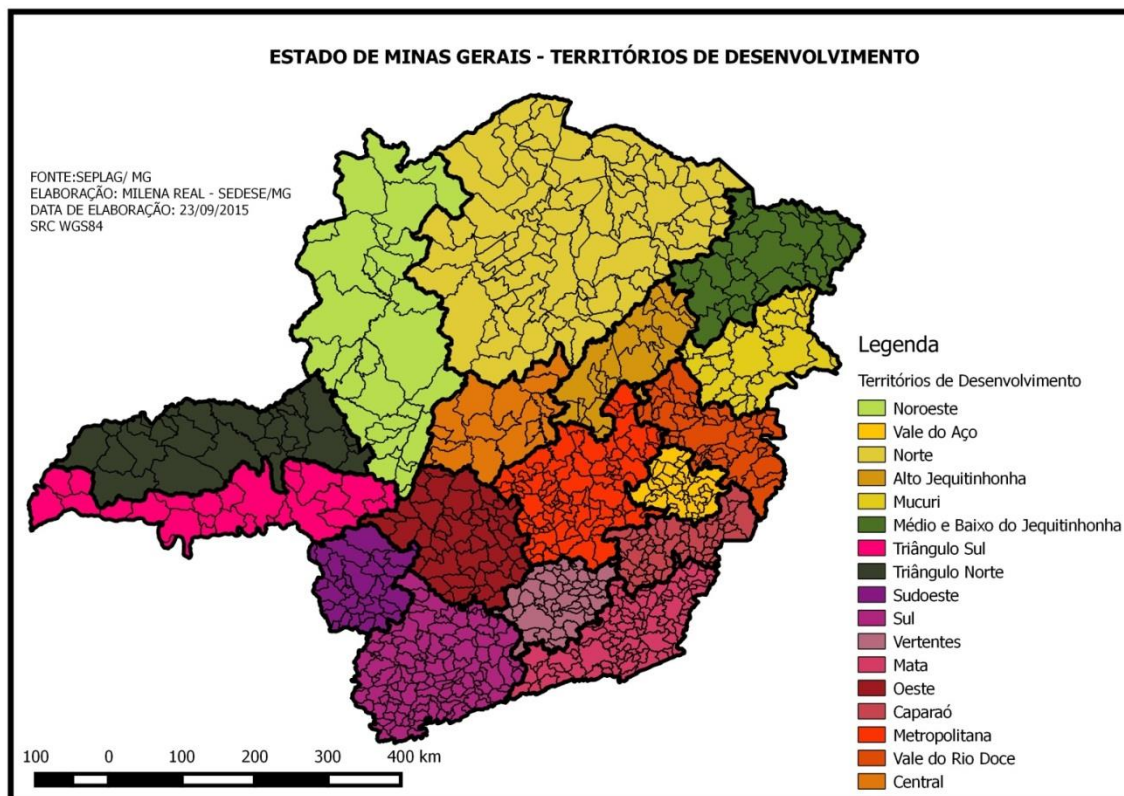 ESTADO DE MINAS GERAIS - TERRITÓRIOS DE DESENVOLVIMENTO
FONTE:SEPLAG/ MG
ELABORAÇÃO: MILENA REAL - SEDESE/MG
DATA DE ELABORAÇÃO: 23/09/2015
SRC WGS84
Legenda
Territórios de Desenvolvimento
Noroeste
Vale do Aço
Norte
Alto Jequitinhonha
Mucuri
Médio e Baixo do Jequitinhonha
Triângulo Sul
Triângulo Norte
Sudoeste
Sul
Vertentes
Mata
Oeste
Caparaó
Metropolitana
Vale do Rio Doce
Central
100 0 100 200 300 400 km